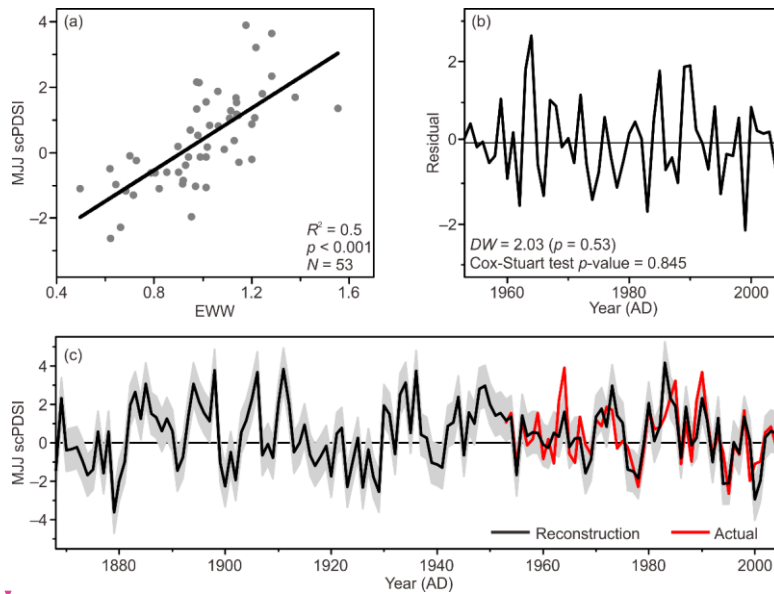 (a)
4
2
0
−2
MJJ scPDSI
R² = 0.5
p < 0.001
N = 53
0.4 0.8 1.2 1.6
EWW
(b)
2
0
−2
Residual
DW = 2.03 (p = 0.53)
Cox-Stuart test p-value = 0.845
1960 1980 2000
Year (AD)
(c)
4
2
0
−2
−4
MJJ scPDSI
Reconstruction Actual
1880 1900 1920 1940 1960 1980 2000
Year (AD)